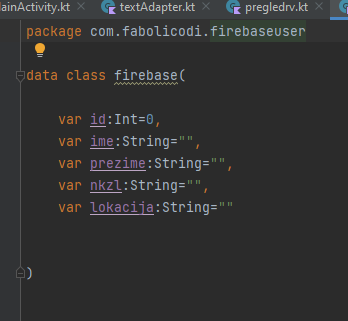 ainActivity.kt textAdapter.kt pregledrv.kt
package com.fabolicodi.firebaseuser
data class firebase(
var id:Int=0,
var ime:String="",
var prezime:String="",
var nkzl:String="",
var lokacija:String=""
)